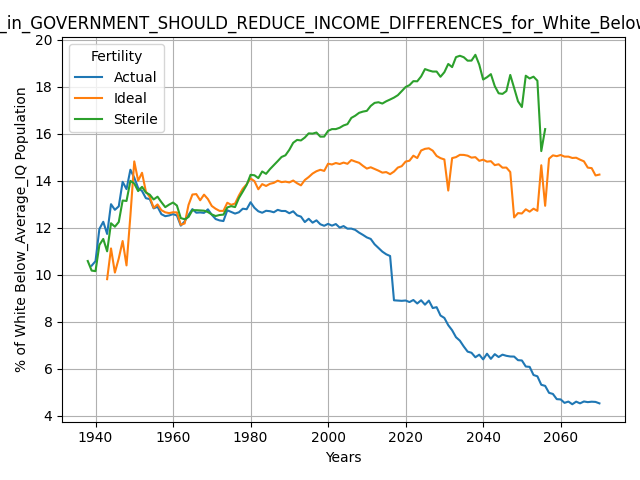 _in_GOVERNMENT_SHOULD_REDUCE_INCOME_DIFFERENCES_for_White_Below
Fertility
Actual
Ideal
Sterile
% of White Below_Average_IQ Population
20
18
16
14
12
10
8
6
4
1940 1960 1980 2000 2020 2040 2060
Years